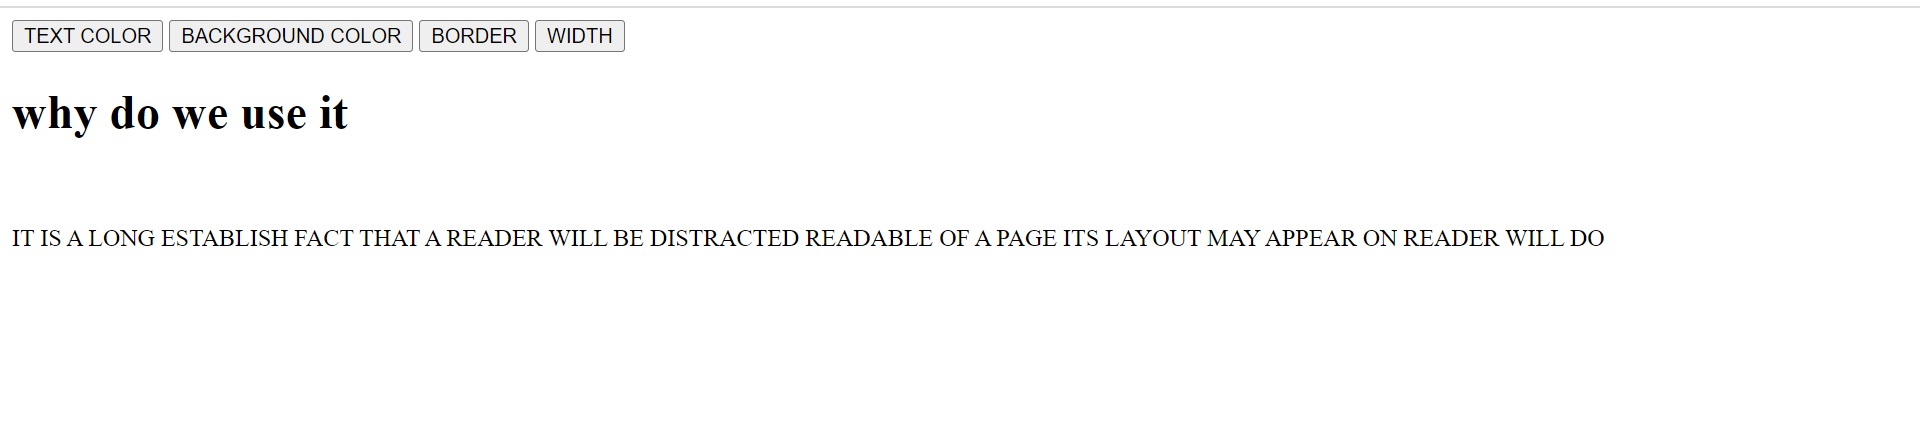 TEXT COLOR BACKGROUND COLOR BORDER WIDTH
why do we use it
IT IS A LONG ESTABLISH FACT THAT A READER WILL BE DISTRACTED READABLE OF A PAGE ITS LAYOUT MAY APPEAR ON READER WILL DO